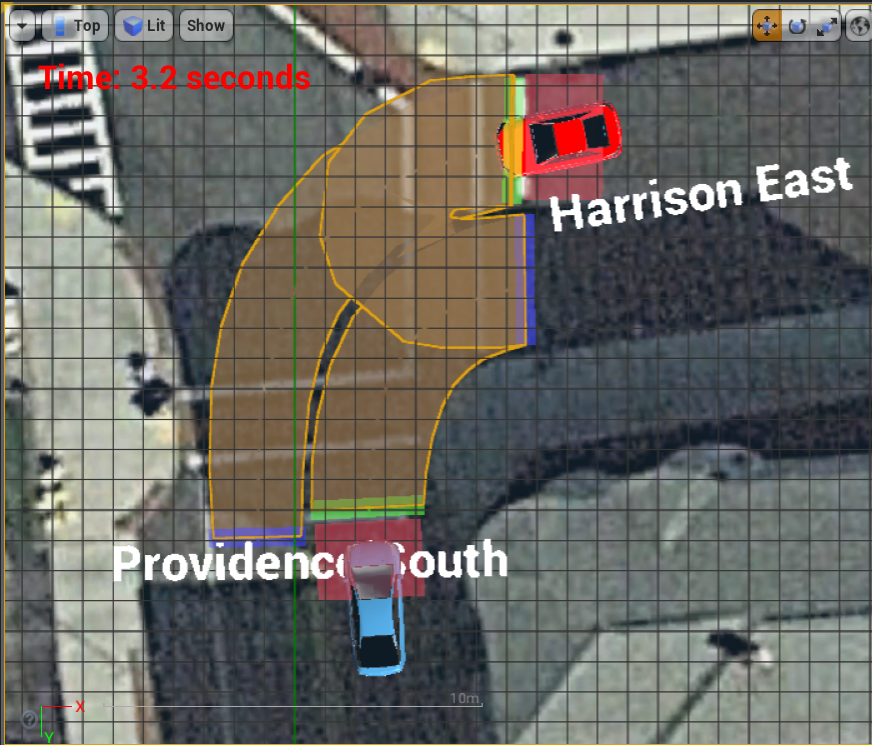 Top Lit Show
Time: 3.2 seconds
Harrison East
Providence South
10m
X
Y